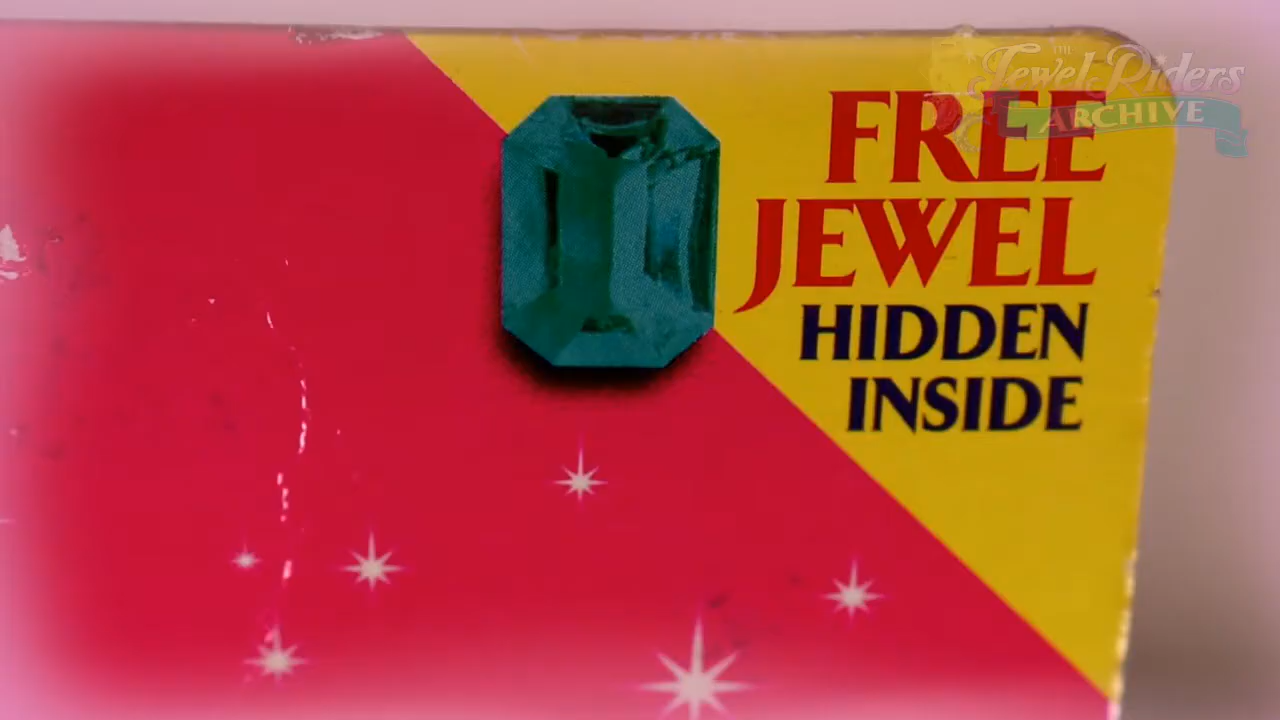 THE
Jewel Riders
ARCHIVE
FREE
JEWEL
HIDDEN
INSIDE